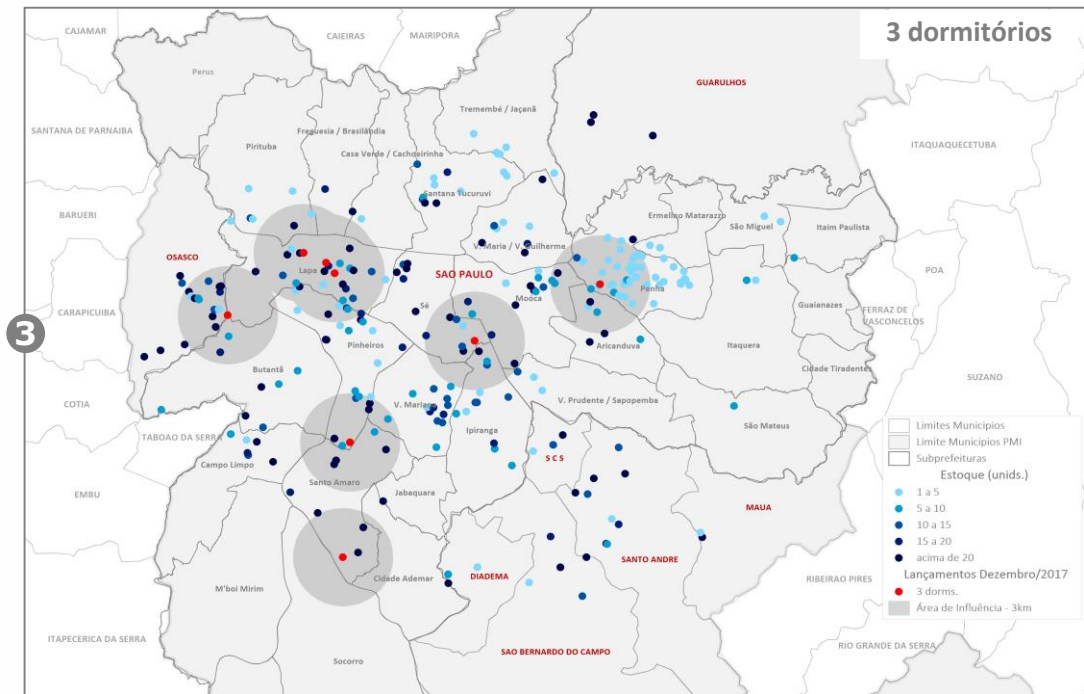 3 dormitórios
CAJAMAR
CAIEIRAS
MAIRIPORA
Perus
GUARULHOS
SANTANA DE PARNAIBA
Tremembé / Jaçanã
Freguesia / Brasilândia
Pirituba
Casa Verde / Cachoeirinha
ITAQUAQUECETUBA
Santana Tucuruvi
BARUERI
Ermelino Matarazzo
São Miguel
Itaim Paulista
V. Maria / V. Guilherme
OSASCO
Lapa
SAO PAULO
POA
Penha
Sé
Moóca
Guaianazes
CARAPICUIBA
FERRAZ DE
VASCONCELOS
3
Pinheiros
Aricanduva
Itaquera
Butantã
Cidade Tiradentes
SUZANO
COTIA
V. Mariana
V. Prudente / Sapopemba
São Mateus
TABOAO DA SERRA
Ipiranga
Campo Limpo
S C S
Santo Amaro
Jabaquara
EMBU
MAUA
SANTO ANDRE
DIADEMA
Cidade Ademar
M'boi Mirim
RIBEIRAO PIRES
ITAPECERICA DA SERRA
SAO BERNARDO DO CAMPO
RIO GRANDE DA SERRA
Socorro
Limites Municipios
Limite Municípios PMI
Subprefeituras
Estoque (unids.)
1 a 5
5 a 10
10 a 15
15 a 20
acima de 20
Lançamentos Dezembro/2017
3 dorms.
Área de Influência - 3km